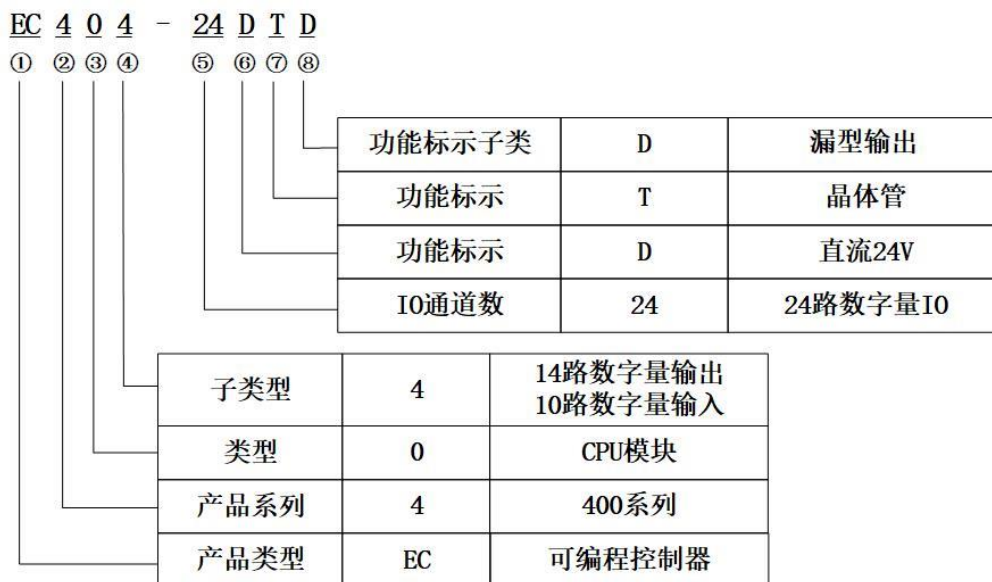 EC 4 0 4 - 24 D T D
① ② ③ ④ ⑤ ⑥ ⑦ ⑧
功能标示子类 D 漏型输出
功能标示 T 晶体管
功能标示 D 直流24V
IO通道数 24 24路数字量IO
子类型 4 14路数字量输出
10路数字量输入
类型 0 CPU模块
产品系列 4 400系列
产品类型 EC 可编程控制器